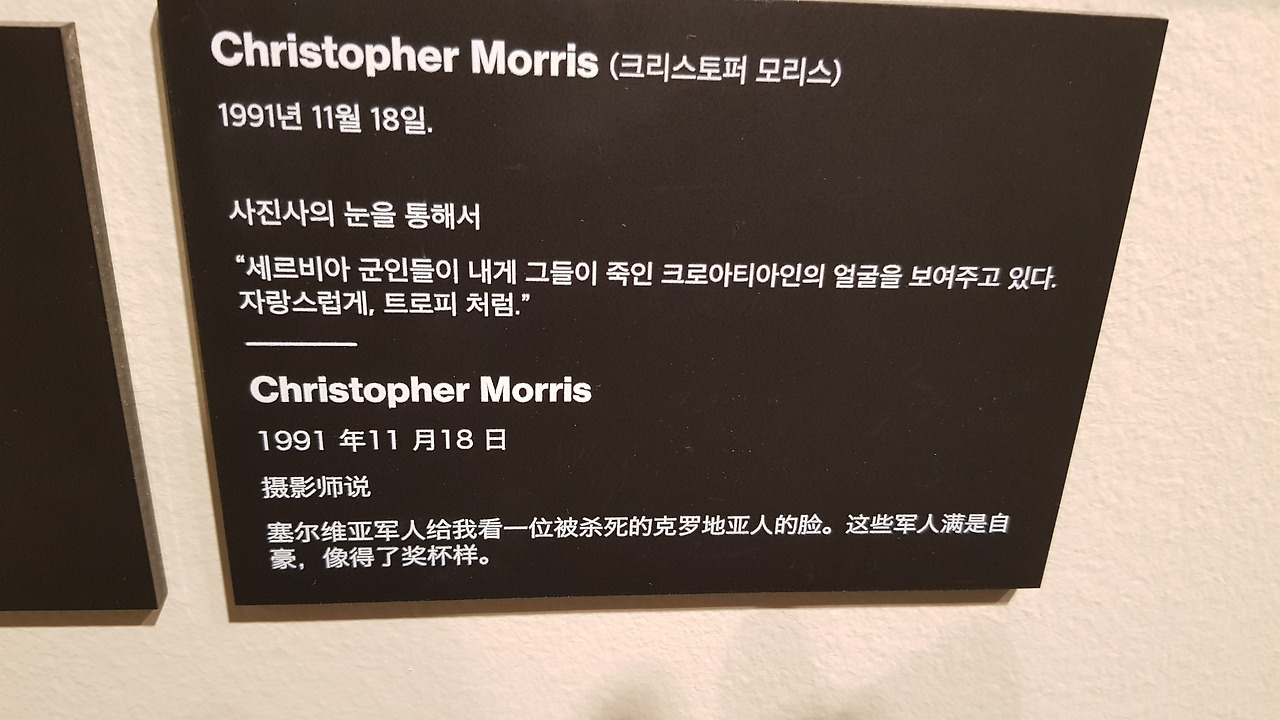 Christopher Morris (크리스토퍼 모리스)
1991년 11월 18일.
사진사의 눈을 통해서
“세르비아 군인들이 내게 그들이 죽인 크로아티아인의 얼굴을 보여주고 있다.
자랑스럽게, 트로피 처럼.”
Christopher Morris
1991 年11 月18 日
摄影师说
塞尔维亚军人给我看一位被杀死的克罗地亚人的脸。这些军人满是自
豪，像得了奖杯样。